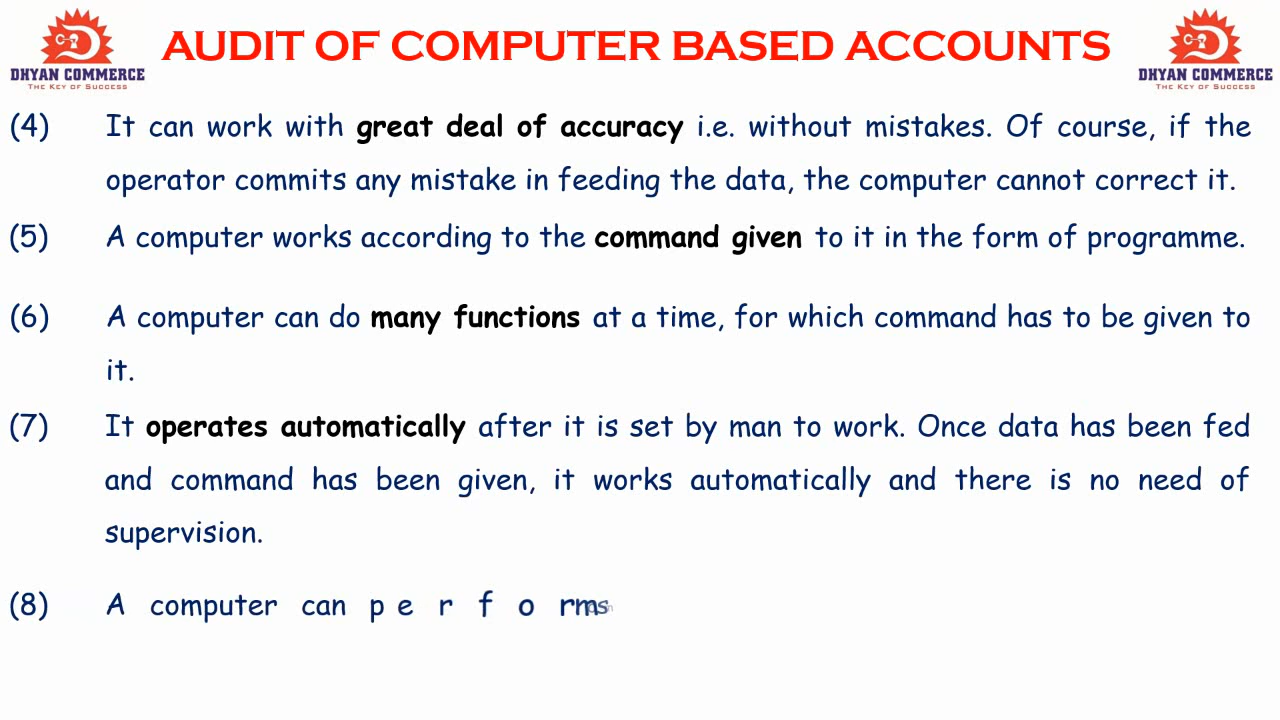 DHYAN COMMERCE
THE KEY OF SUCCESS
AUDIT OF COMPUTER BASED ACCOUNTS
DHYAN COMMERCE
THE KEY OF SUCCESS
(4) It can work with great deal of accuracy i.e. without mistakes. Of course, if the
operator commits any mistake in feeding the data, the computer cannot correct it.
(5) A computer works according to the command given to it in the form of programme.
(6) A computer can do many functions at a time, for which command has to be given to
it.
(7) It operates automatically after it is set by man to work. Once data has been fed
and command has been given, it works automatically and there is no need of
supervision.
(8) A computer can p e r f o r m